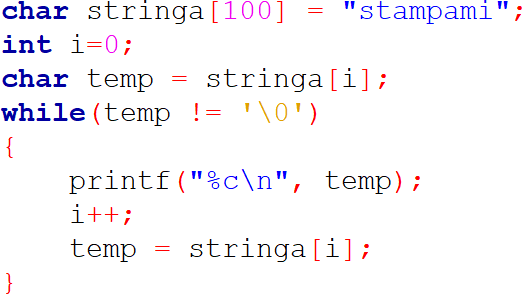 char stringa[100] = "stampami";
int i=0;
char temp = stringa[i];
while(temp != '\0')
{
    printf("%c\n", temp);
    i++;
    temp = stringa[i];
}